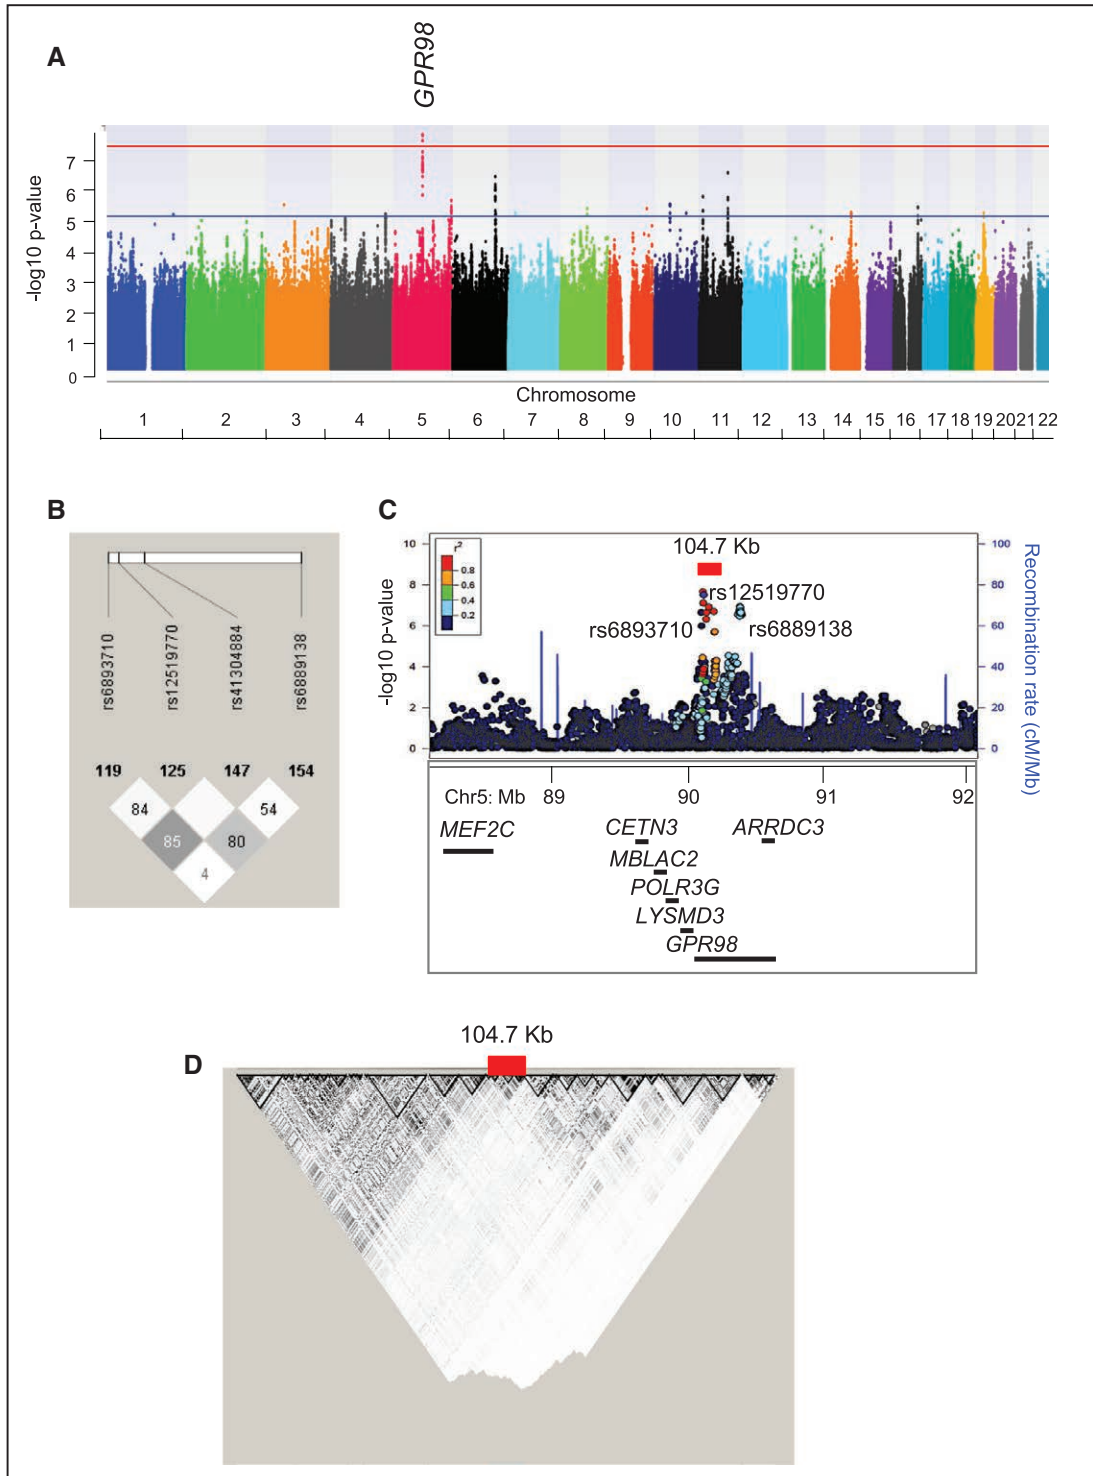 A
GPR98
-log10 p-value
7
6
5
4
3
2
1
0
Chromosome
1 2 3 4 5 6 7 8 9 10 11 12 13 14 15 16 17 18 19 20 21 22
B
rs6893710
rs12519770
rs41304884
rs6889138
119 125 147 154
84 54
85 80
4
C
104.7 Kb
r²
0.8
0.6
0.4
0.2
rs12519770
rs6893710
rs6889138
-log10 p-value
10
8
6
4
2
0
Recombination rate (cM/Mb)
100
80
60
40
20
0
Chr5: Mb 89 90 91 92
MEF2C CETN3 ARRDC3
MBLAC2
POLR3G
LYSMD3
GPR98
D
104.7 Kb